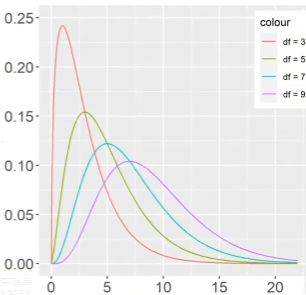 0.25
0.20
0.15
0.10
0.05
0.00
0 5 10 15 20
colour
df = 3
df = 5
df = 7
df = 9